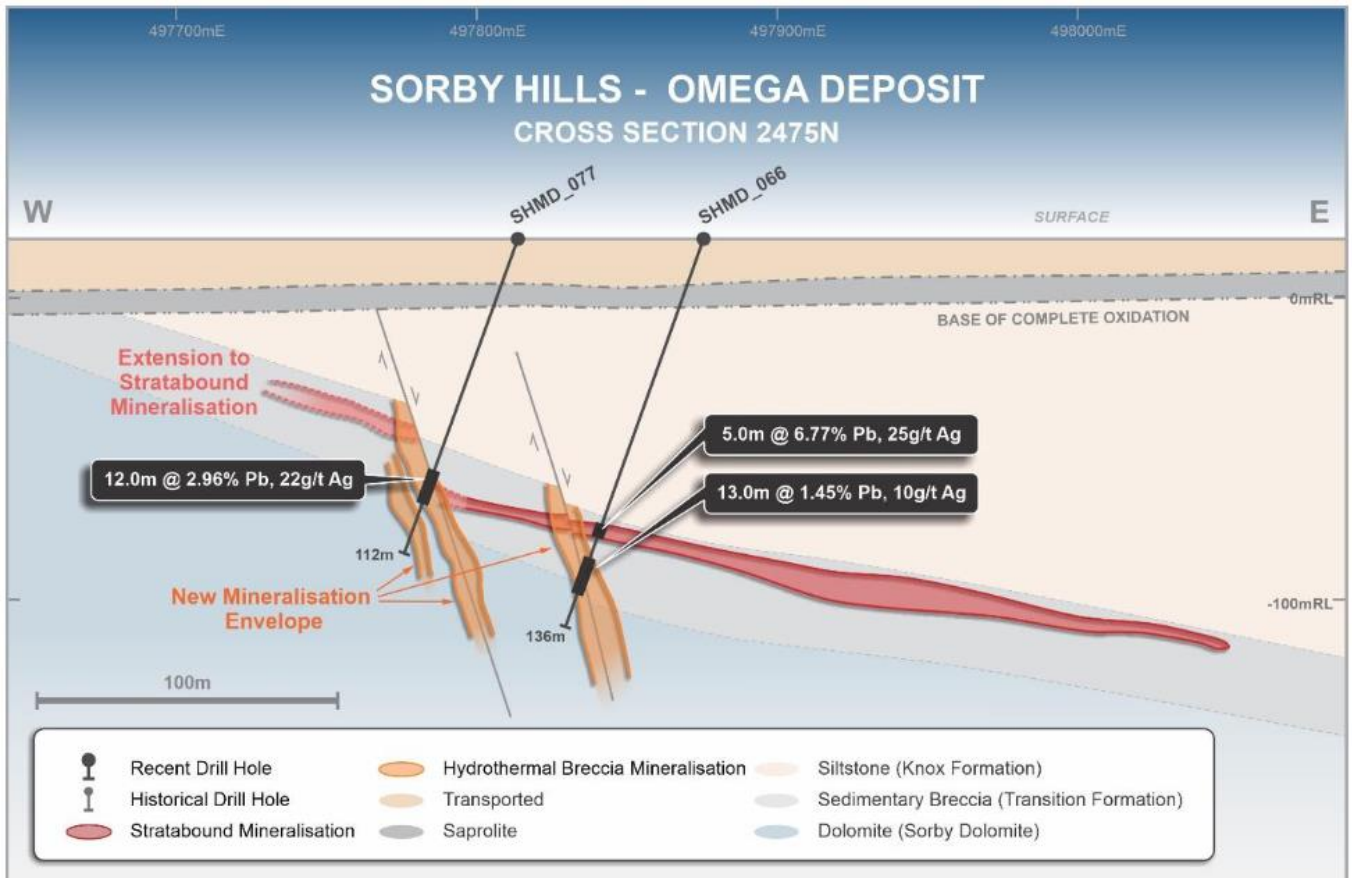 497700mE
497800mE
497900mE
498000mE
SORBY HILLS - OMEGA DEPOSIT
CROSS SECTION 2475N
SHMD_077
SHMD_066
W
SURFACE
E
0mRL
BASE OF COMPLETE OXIDATION
Extension to
Stratabound
Mineralisation
5.0m @ 6.77% Pb, 25g/t Ag
12.0m @ 2.96% Pb, 22g/t Ag
13.0m @ 1.45% Pb, 10g/t Ag
112m
New Mineralisation
Envelope
-100mRL
136m
100m
Recent Drill Hole
Historical Drill Hole
Stratabound Mineralisation
Hydrothermal Breccia Mineralisation
Transported
Saprolite
Siltstone (Knox Formation)
Sedimentary Breccia (Transition Formation)
Dolomite (Sorby Dolomite)